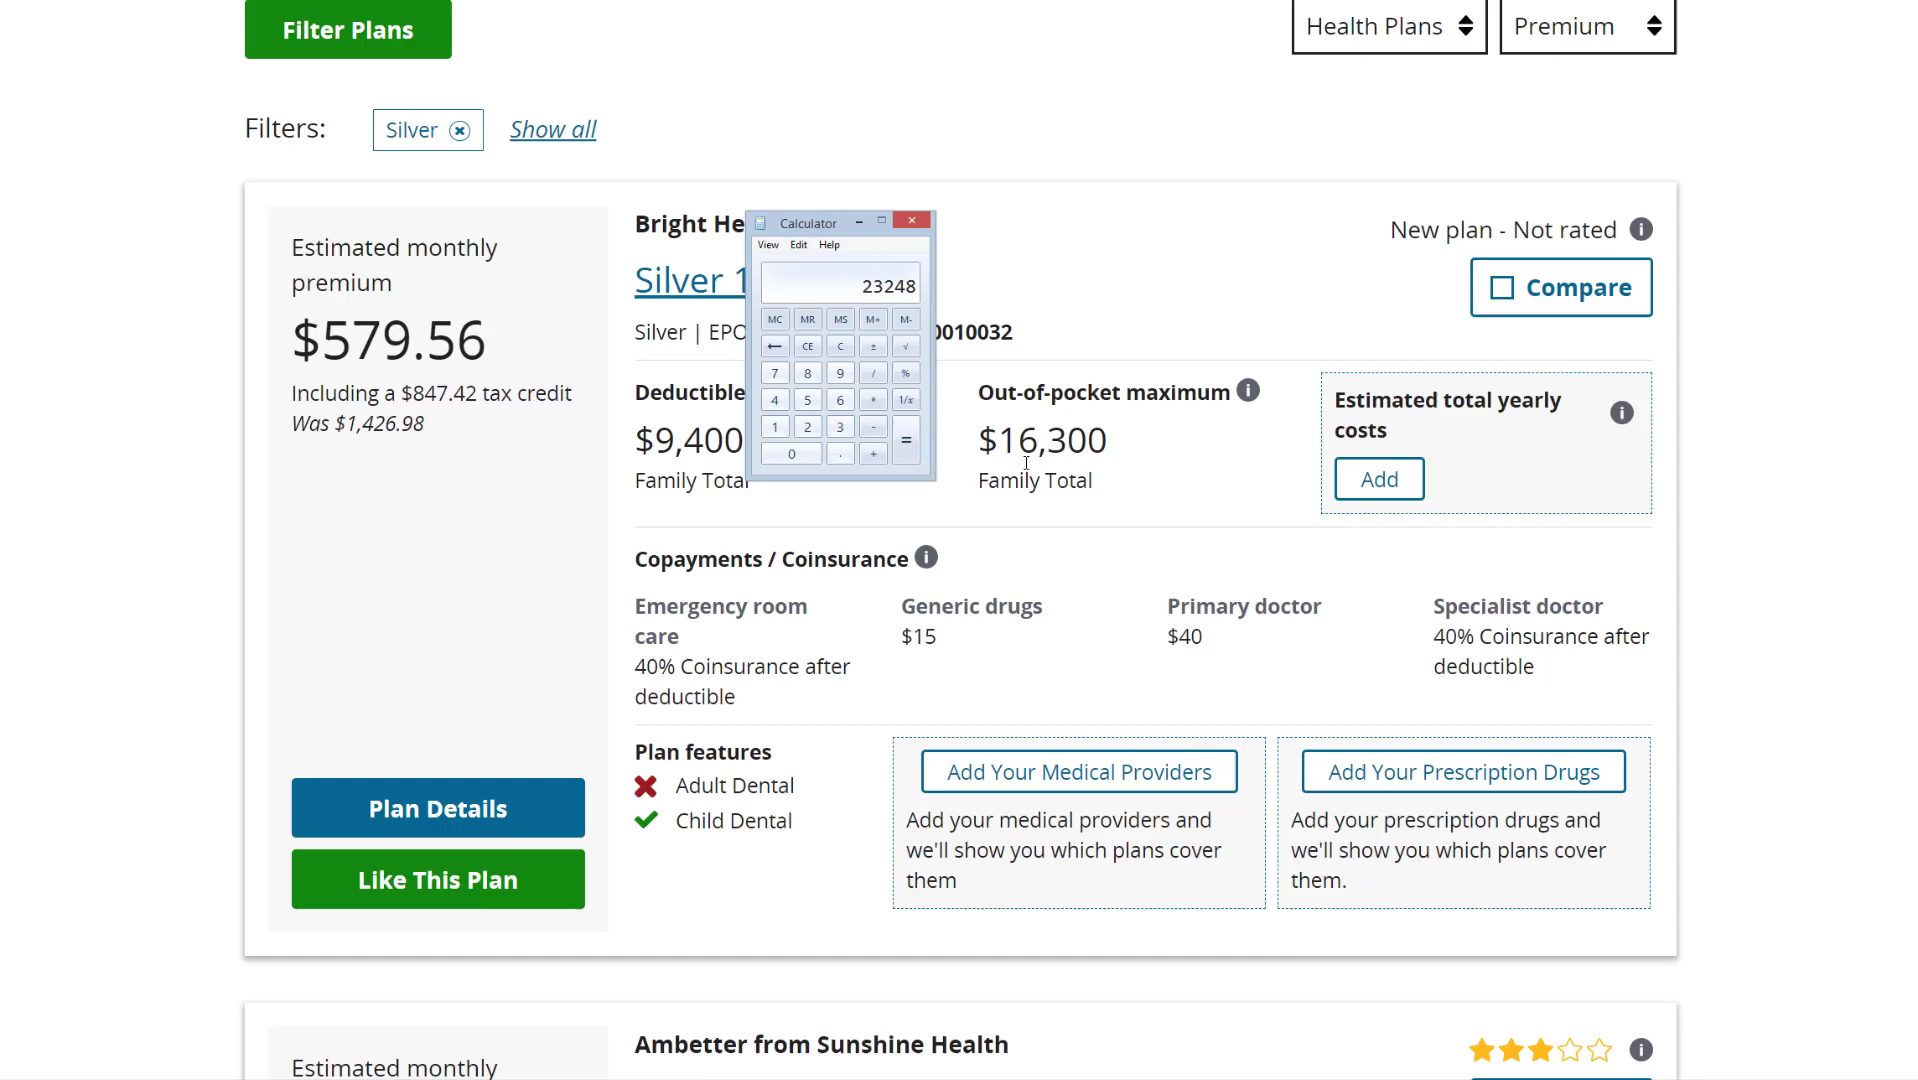 Filter Plans
Health Plans
Premium
Filters:
Silver
Show all
Estimated monthly
premium
$579.56
Including a $847.42 tax credit
Was $1,426.98
Plan Details
Like This Plan
Bright He
New plan - Not rated
Silver 1
Compare
Silver | EPO
0010032
Calculator
View Edit Help
23248
MC MR MS M+ M-
← CE C ± √
7 8 9 / %
4 5 6 * 1/x
1 2 3 - =
0 . +
Deductible
$9,400
Family Total
Out-of-pocket maximum
$16,300
Family Total
Estimated total yearly
costs
Add
Copayments / Coinsurance
Emergency room
care
40% Coinsurance after
deductible
Generic drugs
$15
Primary doctor
$40
Specialist doctor
40% Coinsurance after
deductible
Plan features
Adult Dental
Child Dental
Add Your Medical Providers
Add your medical providers and
we'll show you which plans cover
them
Add Your Prescription Drugs
Add your prescription drugs and
we'll show you which plans cover
them.
Estimated monthly
Ambetter from Sunshine Health